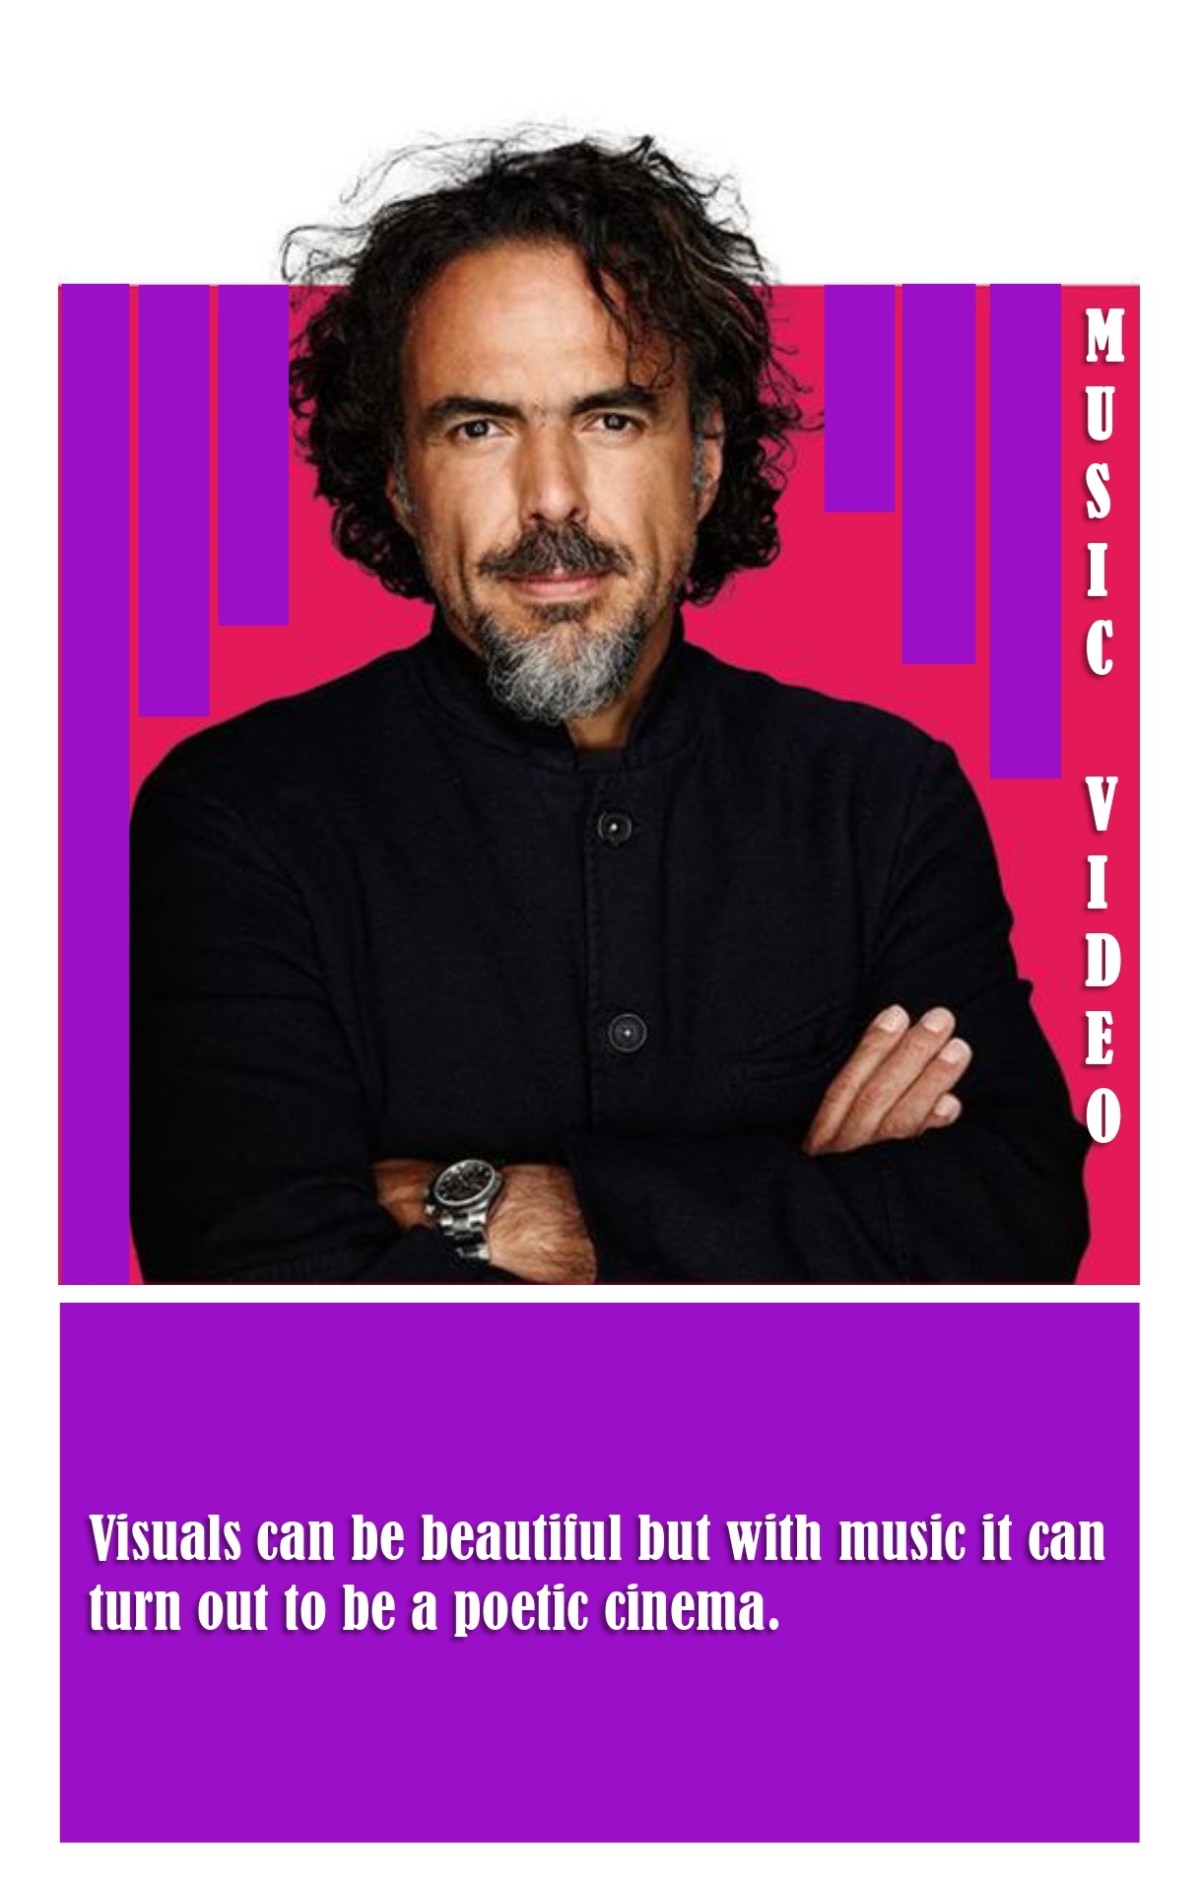 MUSIC VIDEO
Visuals can be beautiful but with music it can
turn out to be a poetic cinema.